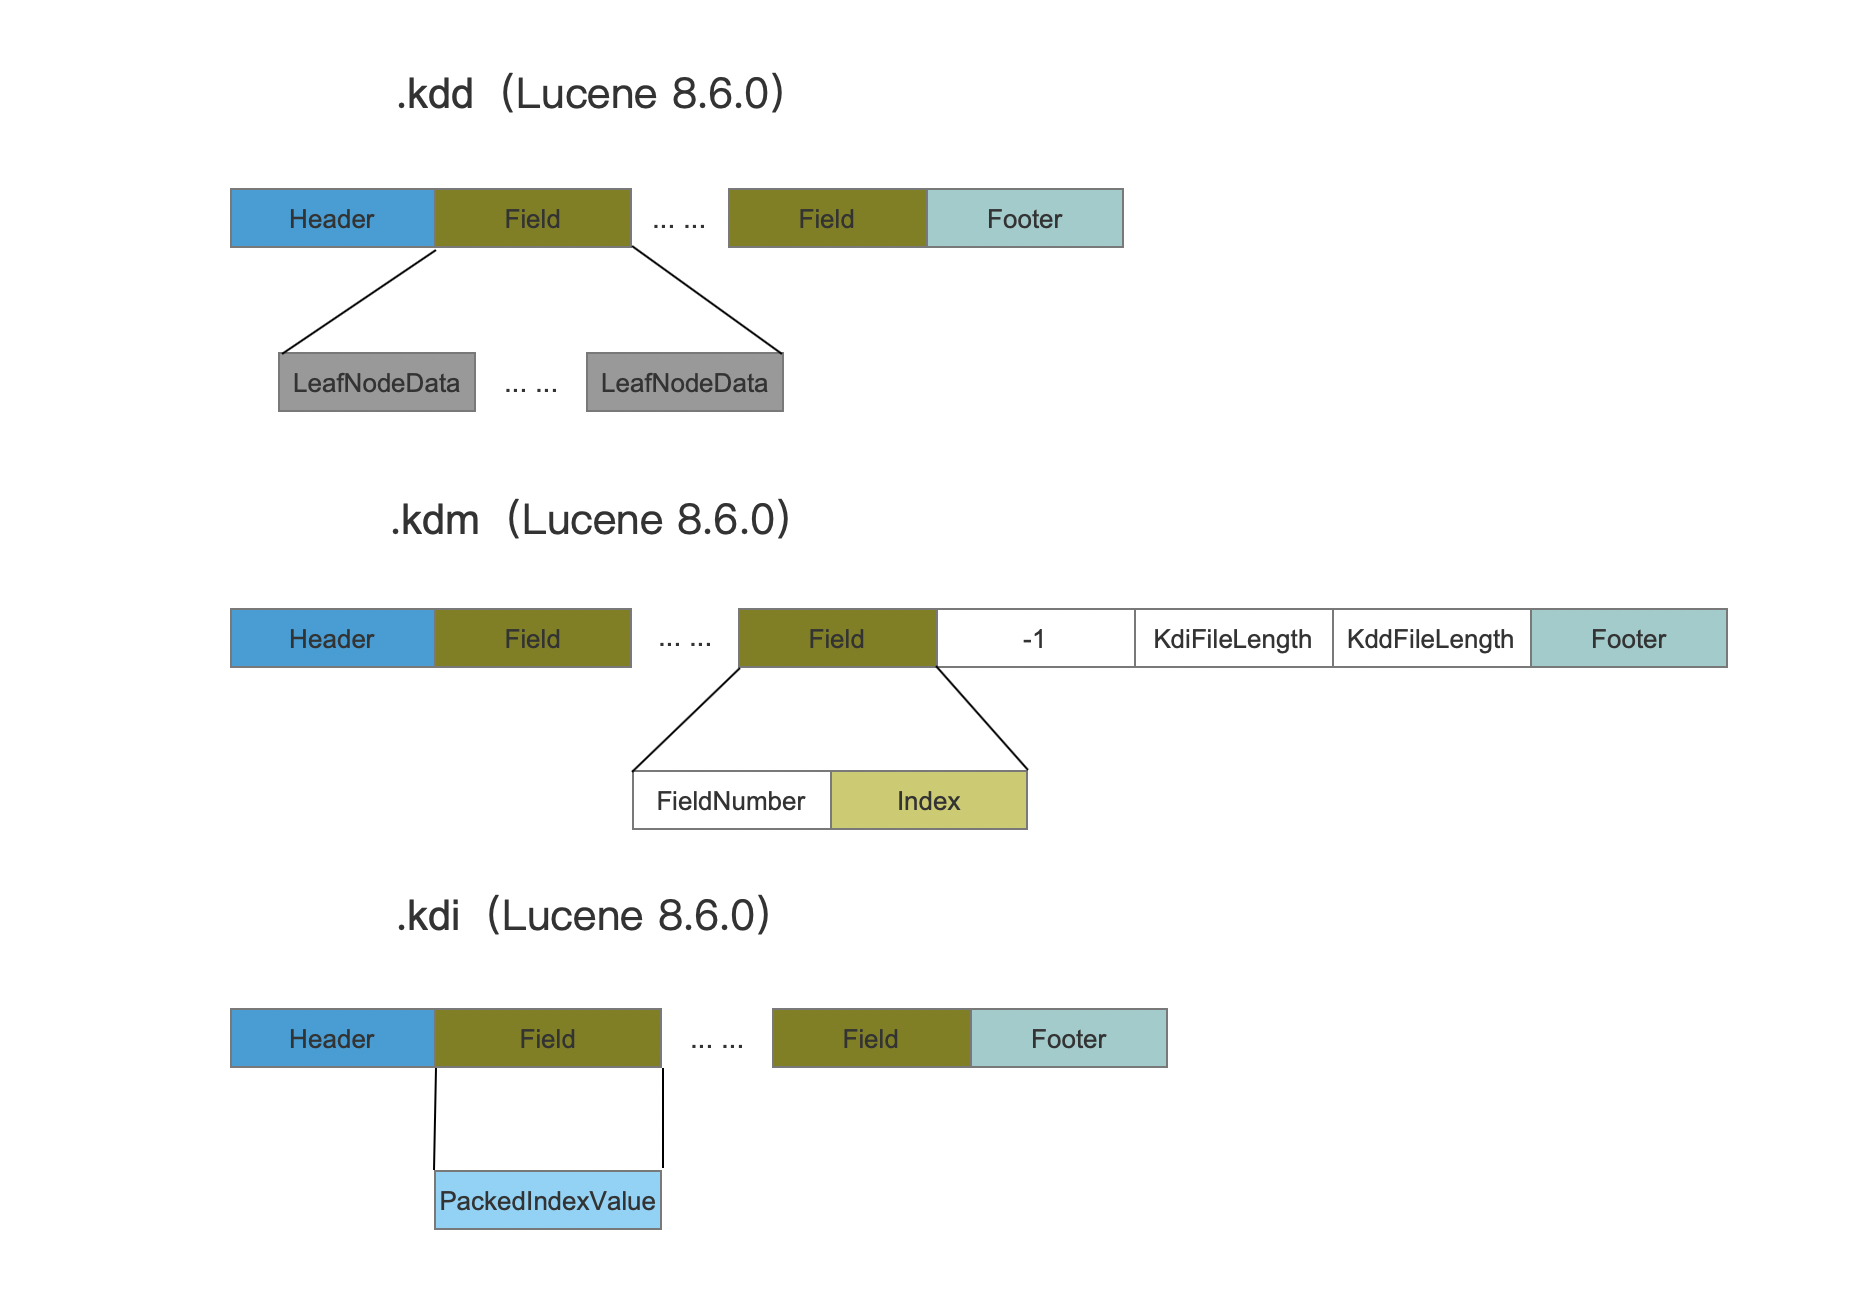 .kdd（Lucene 8.6.0）
Header Field ... ... Field Footer
LeafNodeData ... ... LeafNodeData
.kdm（Lucene 8.6.0）
Header Field ... ... Field -1 KdiFileLength KddFileLength Footer
FieldNumber Index
.kdi（Lucene 8.6.0）
Header Field ... ... Field Footer
PackedIndexValue